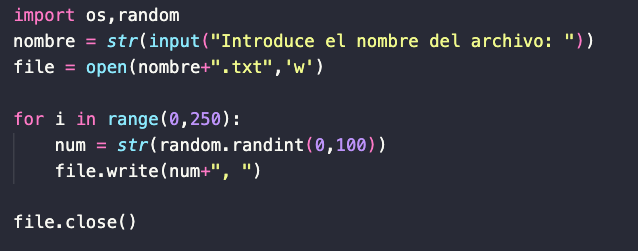 import os,random
nombre = str(input("Introduce el nombre del archivo: "))
file = open(nombre+".txt",'w')

for i in range(0,250):
    num = str(random.randint(0,100))
    file.write(num+", ")

file.close()